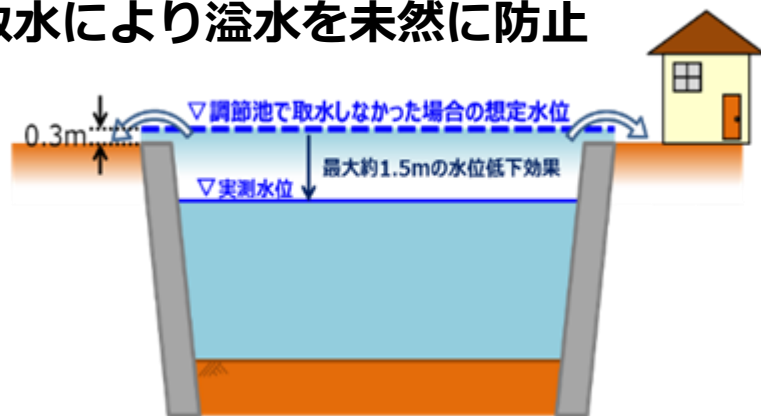 取水により溢水を未然に防止
▽調節池で取水しなかった場合の想定水位
0.3m
最大約1.5mの水位低下効果
▽実測水位